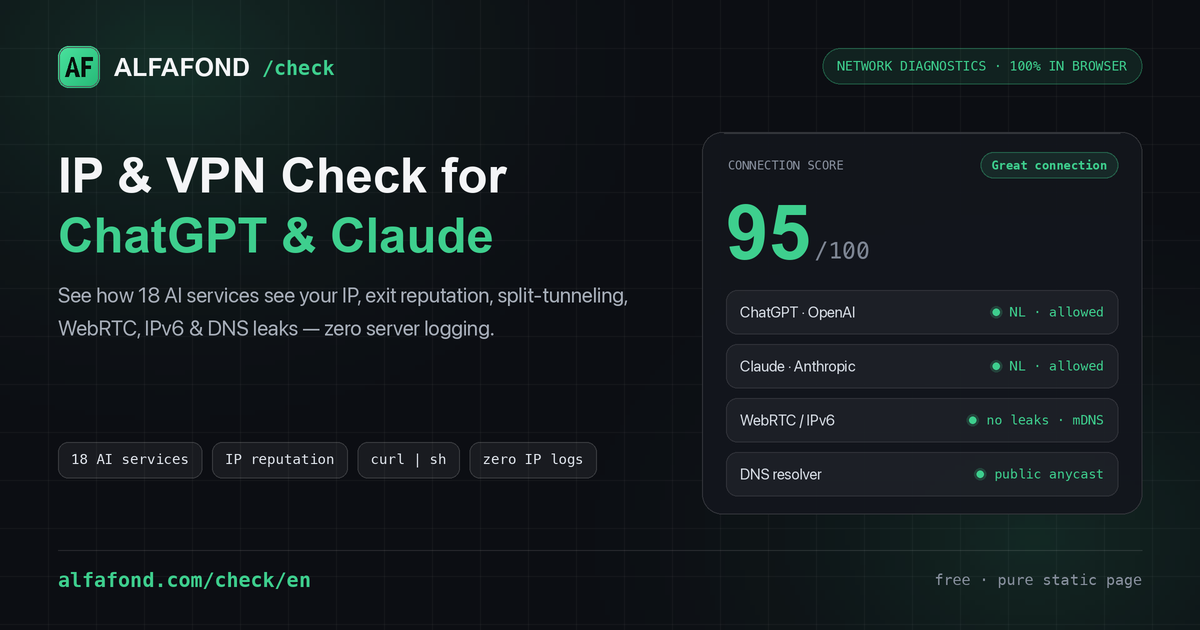 AF ALFAFOND /check
NETWORK DIAGNOSTICS · 100% IN BROWSER
IP & VPN Check for
ChatGPT & Claude
See how 18 AI services see your IP, exit reputation, split-tunneling,
WebRTC, IPv6 & DNS leaks — zero server logging.
18 AI services
IP reputation
curl | sh
zero IP logs
CONNECTION SCORE
Great connection
95/100
ChatGPT · OpenAI
NL · allowed
Claude · Anthropic
NL · allowed
WebRTC / IPv6
no leaks · mDNS
DNS resolver
public anycast
alfafond.com/check/en
free · pure static page